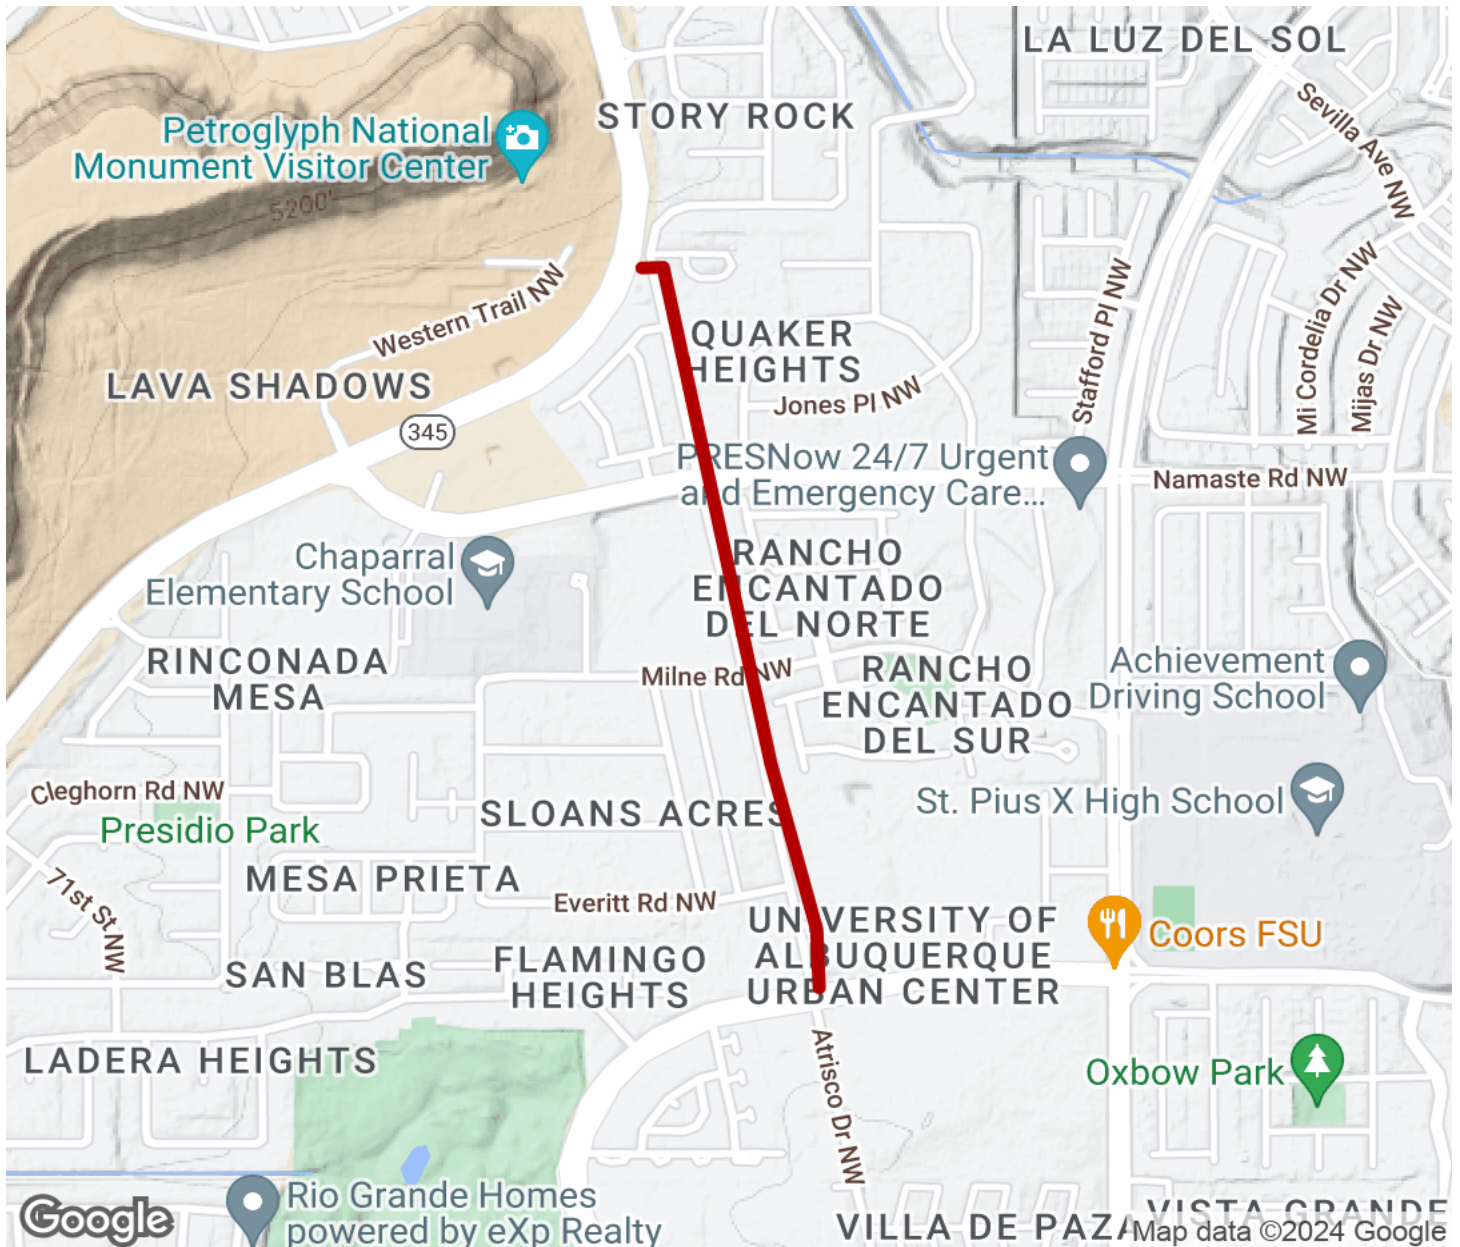 LA LUZ DEL SOL
STORY ROCK
Petroglyph National
Monument Visitor Center
Sevilla Ave NW
5200'
Western Trail NW
Stafford Pl NW
Mi Cordelia Dr NW
Mijas Dr NW
QUAKER
HEIGHTS
LAVA SHADOWS
Jones Pl NW
345
PRESNow 24/7 Urgent
and Emergency Care...
Namaste Rd NW
Chaparral
Elementary School
RANCHO
ENCANTADO
DEL NORTE
RINCONADA
MESA
Milne Rd NW
RANCHO
ENCANTADO
DEL SUR
Achievement
Driving School
Cleghorn Rd NW
Presidio Park
SLOANS ACRES
St. Pius X High School
MESA PRIETA
71st St NW
Everitt Rd NW
UNIVERSITY OF
ALBUQUERQUE
URBAN CENTER
Coors FSU
SAN BLAS
FLAMINGO
HEIGHTS
LADERA HEIGHTS
Atrisco Dr NW
Oxbow Park
Rio Grande Homes
powered by eXp Realty
VILLA DE PAZ
VISTA GRANDE
Google
Map data ©2024 Google